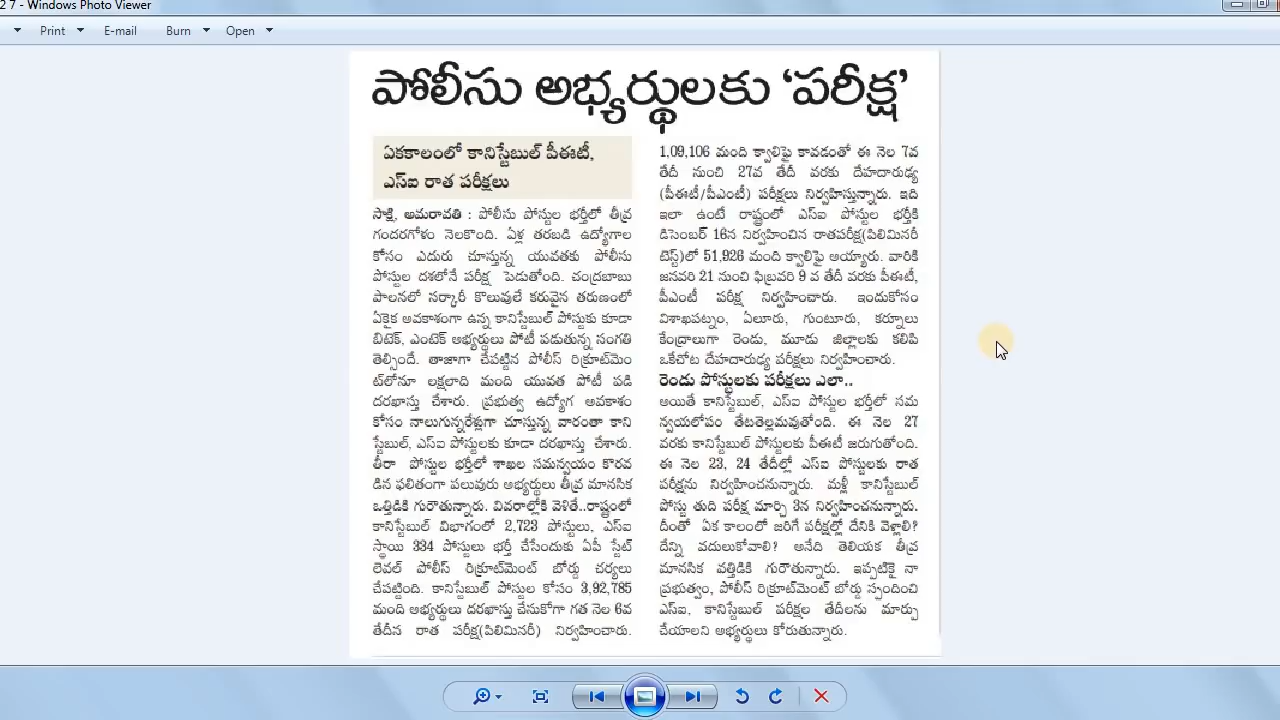 2 7 - Windows Photo Viewer
Print E-mail Burn Open
పోలీసు అభ్యర్థులకు ‘పరీక్ష’
ఏకకాలంలో కానిస్టేబుల్ పీఈటీ,
ఎస్ఐ రాత పరీక్షలు
సాక్షి, అమరావతి : పోలీసు పోస్టుల భర్తీలో తీవ్ర
గందరగోళం నెలకొంది. ఏళ్ల తరబడి ఉద్యోగాల
కోసం ఎదురు చూస్తున్న యువతకు పోలీసు
పోస్టుల దశలోనే పరీక్ష పెడుతోంది. చంద్రబాబు
పాలనలో సర్కారీ కొలువులే కరువైన తరుణంలో
ఏకైక అవకాశంగా ఉన్న కానిస్టేబుల్ పోస్టుకు కూడా
బిటెక్, ఎంటెక్ అభ్యర్థులు పోటీ పడుతున్న సంగతి
తెల్సిందే. తాజాగా చేపట్టిన పోలీస్ రిక్రూట్‌మెం
ట్‌లోనూ లక్షలాది మంది యువత పోటీ పడి
దరఖాస్తు చేశారు. ప్రభుత్వ ఉద్యోగ అవకాశం
కోసం నాలుగున్నరేళ్లుగా చూస్తున్న వారంతా కాని
స్టేబుల్, ఎస్ఐ పోస్టులకు కూడా దరఖాస్తు చేశారు.
తీరా పోస్టుల భర్తీలో శాఖల సమన్వయం కొరవ
డిన ఫలితంగా పలువురు అభ్యర్థులు తీవ్ర మానసిక
ఒత్తిడికి గురౌతున్నారు. వివరాల్లోకి వెళితే..రాష్ట్రంలో
కానిస్టేబుల్ విభాగంలో 2,723 పోస్టులు, ఎస్ఐ
స్థాయి 334 పోస్టులు భర్తీ చేసేందుకు ఏపీ స్టేట్
లెవల్ పోలీస్ రిక్రూట్‌మెంట్ బోర్డు చర్యలు
చేపట్టింది. కానిస్టేబుల్ పోస్టుల కోసం 3,92,785
మంది అభ్యర్థులు దరఖాస్తు చేసుకోగా గత నెల 6వ
తేదీన రాత పరీక్ష(పిలిమినరీ) నిర్వహించారు.
1,09,106 మంది క్వాలిఫై కావడంతో ఈ నెల 7వ
తేదీ నుంచి 27వ తేదీ వరకు దేహదారుఢ్య
(పీఈటీ/పీఎంటీ) పరీక్షలు నిర్వహిస్తున్నారు. ఇది
ఇలా ఉంటే రాష్ట్రంలో ఎస్ఐ పోస్టుల భర్తీకి
డిసెంబర్ 16న నిర్వహించిన రాతపరీక్ష(పిలిమినరీ
టెస్ట్)లో 51,926 మంది క్వాలిఫై అయ్యారు. వారికి
జనవరి 21 నుంచి ఫిబ్రవరి 9 వ తేదీ వరకు పీఈటీ,
పీఎంటీ పరీక్ష నిర్వహించారు. ఇందుకోసం
విశాఖపట్నం, ఏలూరు, గుంటూరు, కర్నూలు
కేంద్రాలుగా రెండు, మూడు జిల్లాలకు కలిపి
ఒకేచోట దేహదారుఢ్య పరీక్షలు నిర్వహించారు.
రెండు పోస్టులకు పరీక్షలు ఎలా..
అయితే కానిస్టేబుల్, ఎస్ఐ పోస్టుల భర్తీలో సమ
న్వయలోపం తేటతెల్లమవుతోంది. ఈ నెల 27
వరకు కానిస్టేబుల్ పోస్టులకు పీఈటీ జరుగుతోంది.
ఈ నెల 23, 24 తేదీల్లో ఎస్ఐ పోస్టులకు రాత
పరీక్షను నిర్వహించనున్నారు. మళ్లీ కానిస్టేబుల్
పోస్టు తుది పరీక్ష మార్చి 3న నిర్వహించనున్నారు.
దీంతో ఏక కాలంలో జరిగే పరీక్షల్లో దేనికి వెళ్లాలి?
దేన్ని వదులుకోవాలి? అనేది తెలియక తీవ్ర
మానసిక వత్తిడికి గురౌతున్నారు. ఇవ్పటికైనా
ప్రభుత్వం, పోలీస్ రిక్రూట్‌మెంట్ బోర్డు స్పందించి
ఎస్ఐ, కానిస్టేబుల్ పరీక్షల తేదీలను మార్పు
చేయాలని అభ్యర్థులు కోరుతున్నారు.